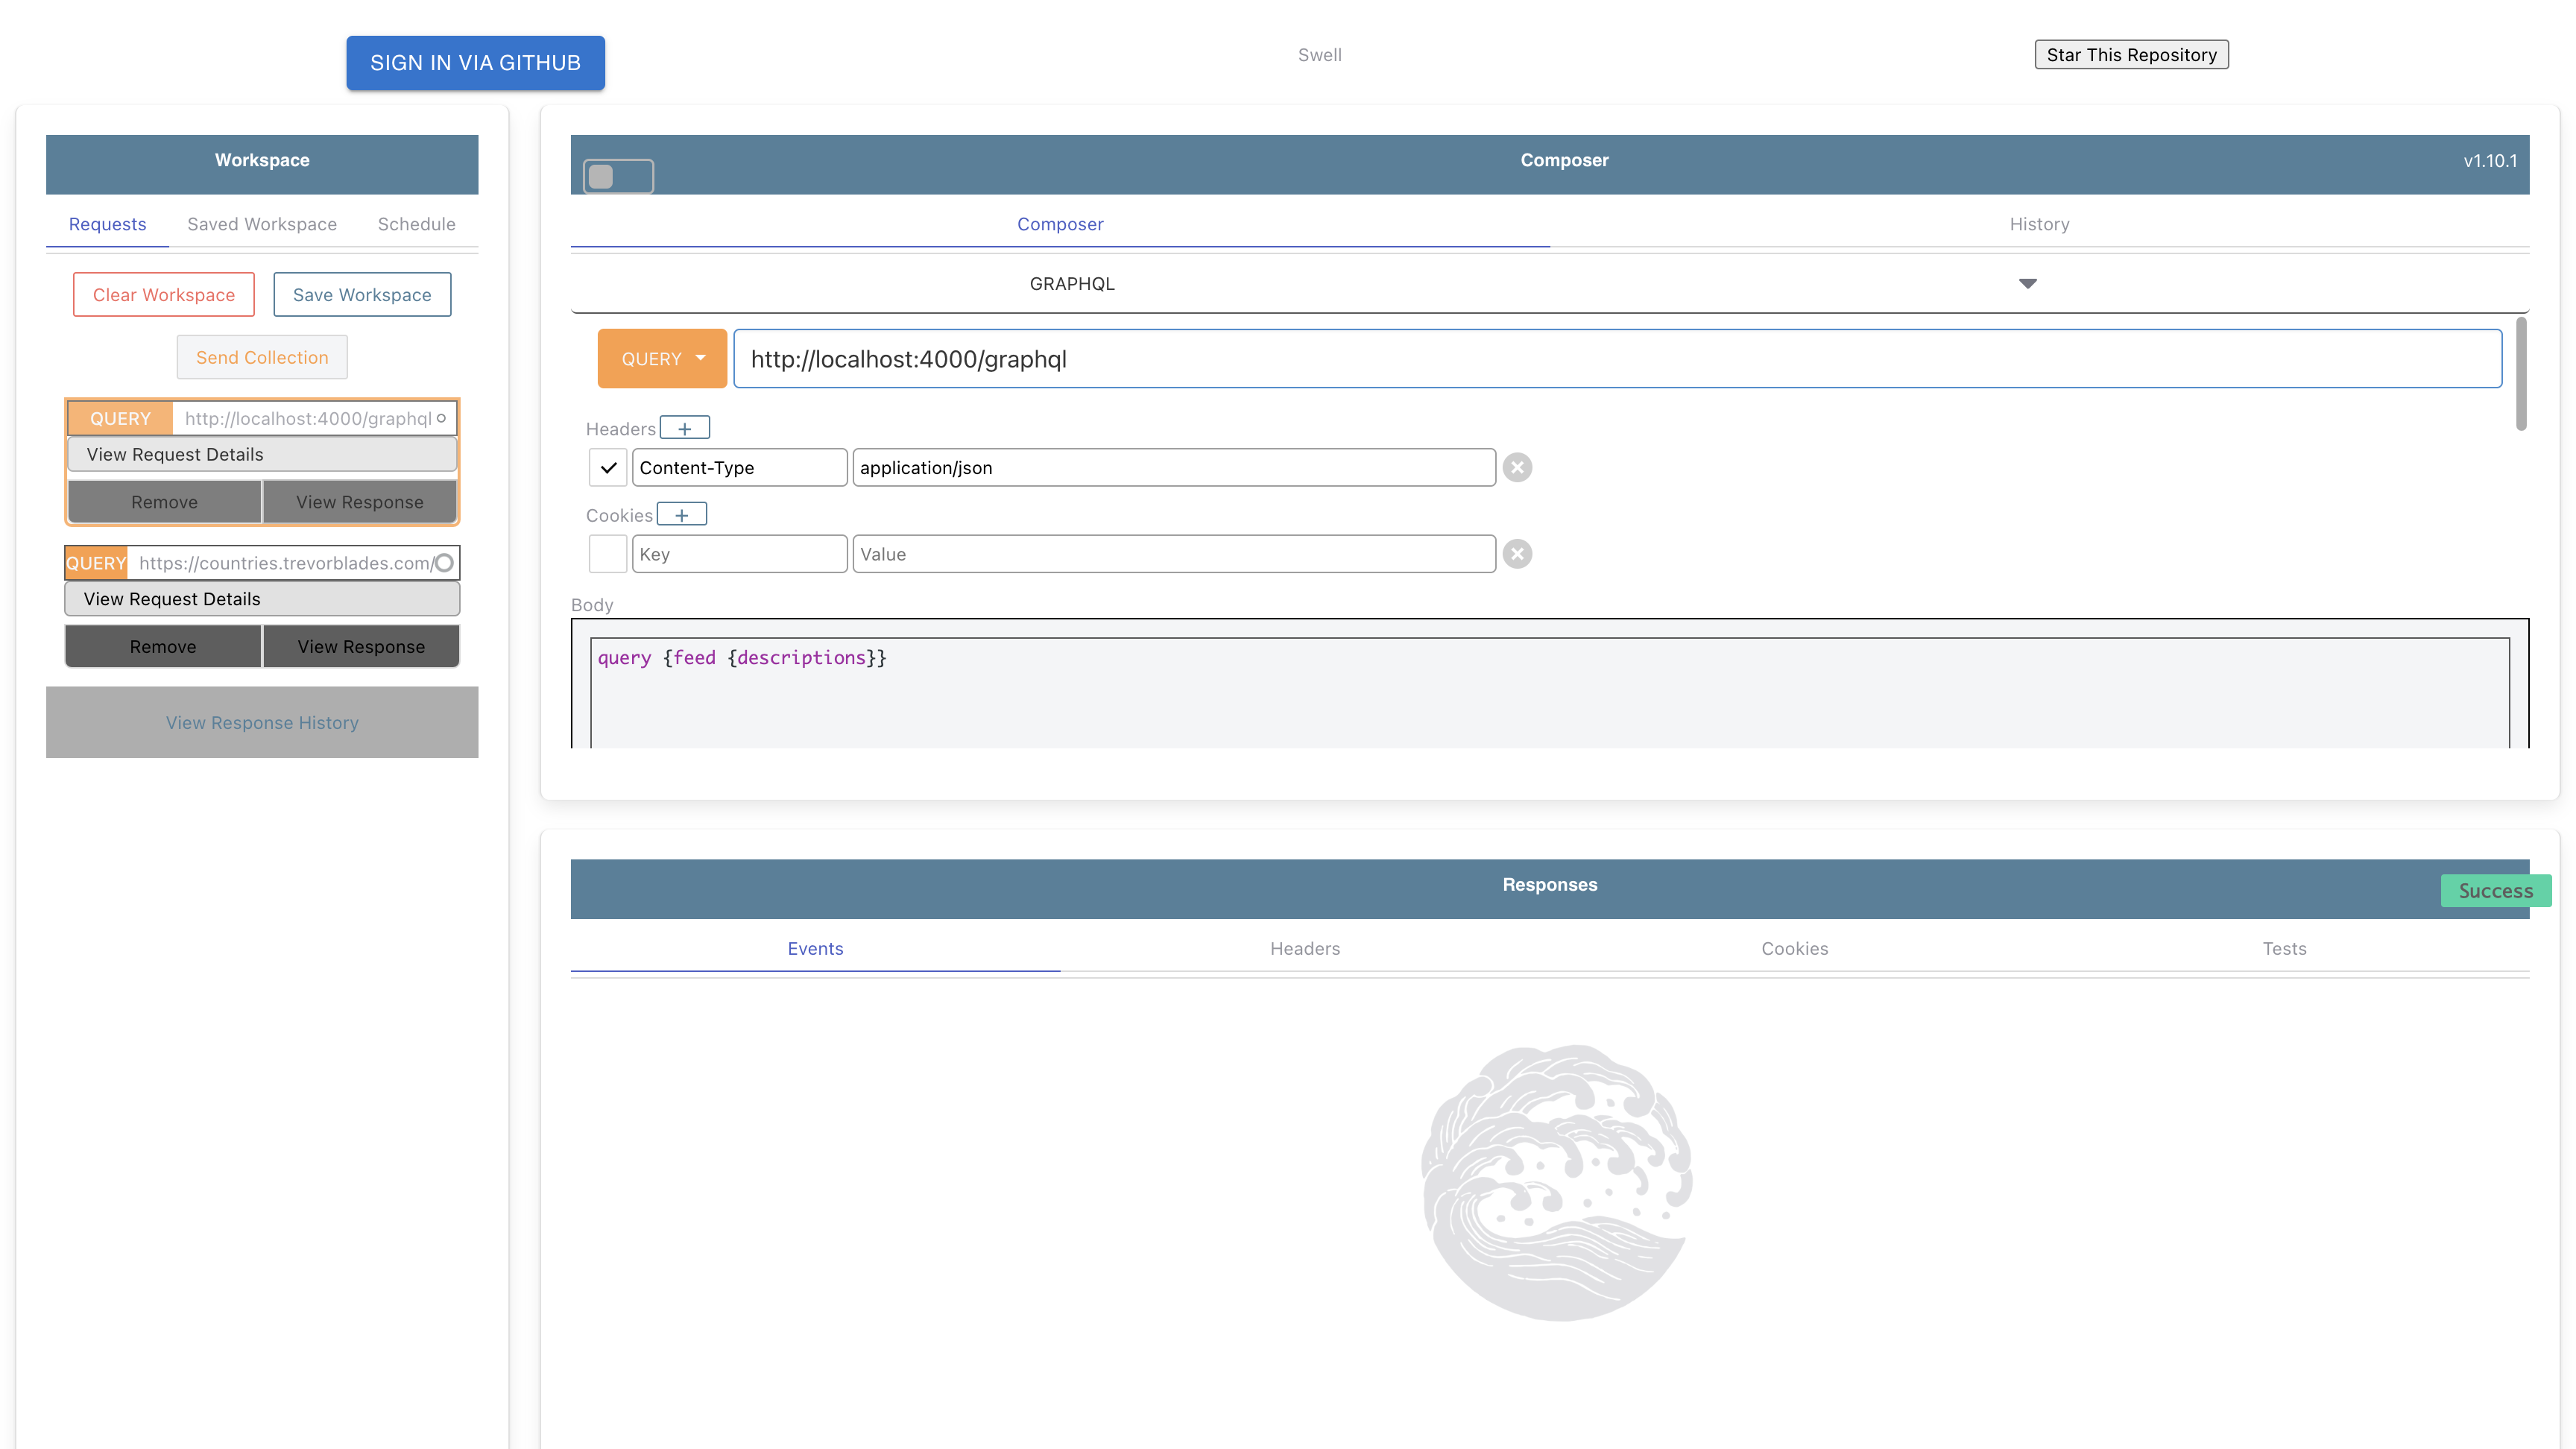 SIGN IN VIA GITHUB
Swell
Star This Repository
Workspace
Requests Saved Workspace Schedule
Clear Workspace Save Workspace
Send Collection
QUERY http://localhost:4000/graphql
View Request Details
Remove View Response
QUERY https://countries.trevorblades.com/
View Request Details
Remove View Response
View Response History
Composer v1.10.1
Composer History
GRAPHQL
QUERY http://localhost:4000/graphql
Headers +
Content-Type application/json
Cookies +
Key Value
Body
query {feed {descriptions}}
Responses Success
Events Headers Cookies Tests